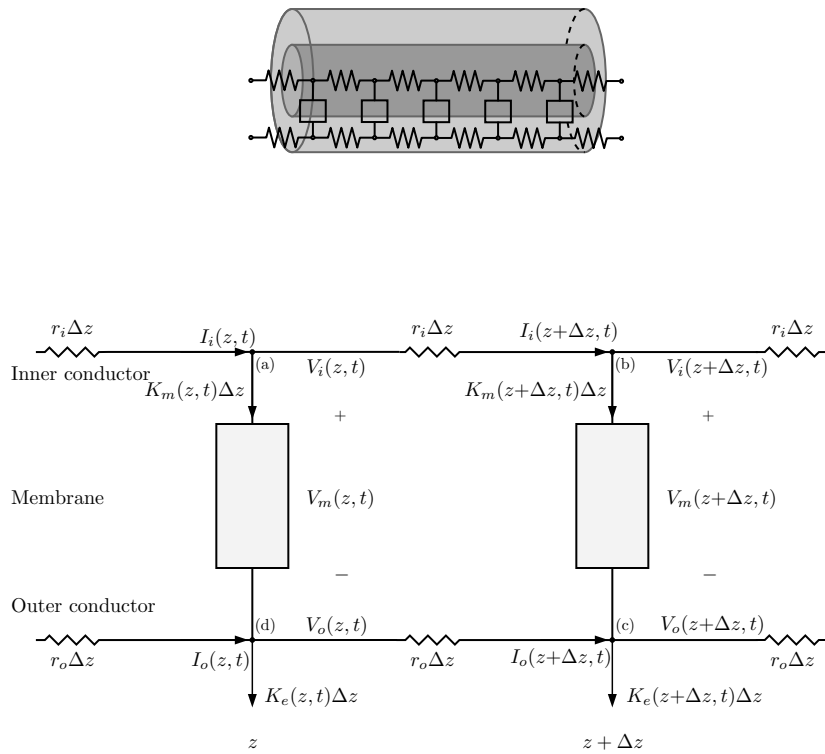 r_iΔz I_i(z,t) r_iΔz I_i(z+Δz,t) r_iΔz
(a) V_i(z,t) (b) V_i(z+Δz,t)
Inner conductor
K_m(z,t)Δz K_m(z+Δz,t)Δz
+ +
Membrane V_m(z,t) V_m(z+Δz,t)
− −
Outer conductor
(d) V_o(z,t) (c) V_o(z+Δz,t)
r_oΔz I_o(z,t) r_oΔz I_o(z+Δz,t) r_oΔz
K_e(z,t)Δz K_e(z+Δz,t)Δz
z z + Δz